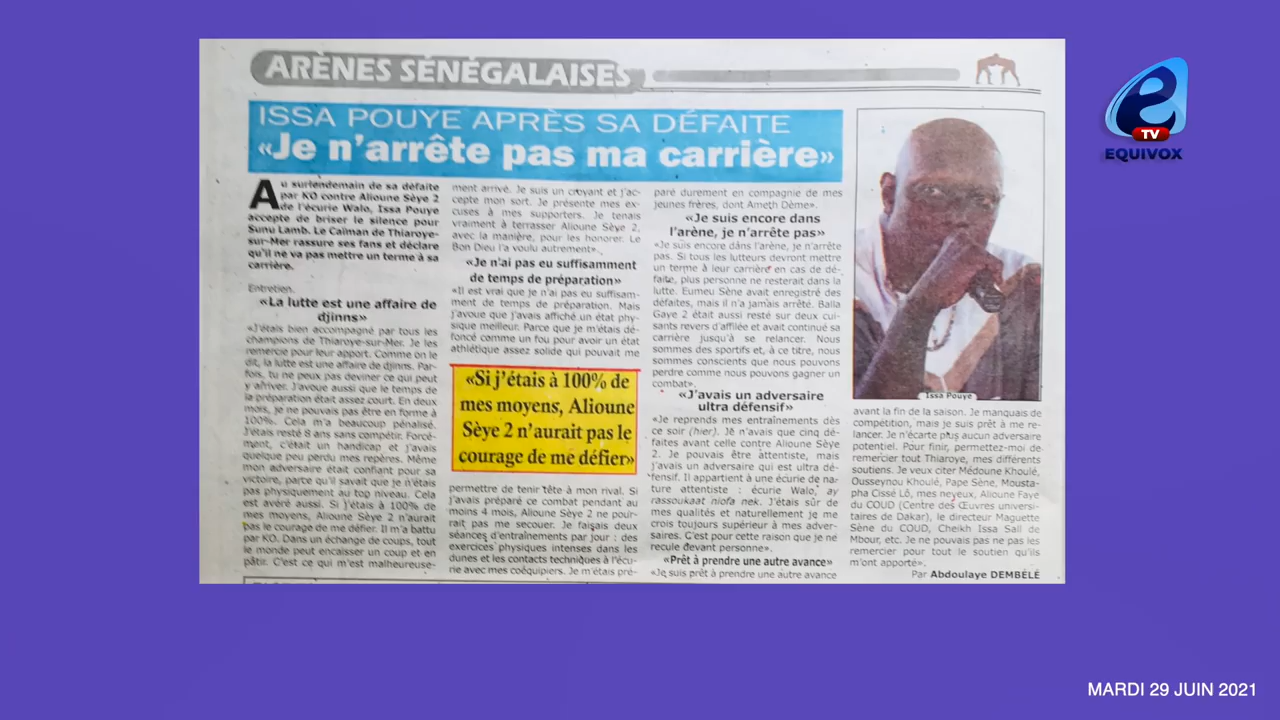 ARÈNES SÉNÉGALAISES
ISSA POUYE APRÈS SA DÉFAITE
«Je n'arrête pas ma carrière»
Au surlendemain de sa défaite
par KO contre Alioune Sèye 2
de l'écurie Walo, Issa Pouye
accepte de briser le silence pour
Sunu Lamb. Le Caïman de Thiaroye-
sur-Mer rassure ses fans et déclare
qu'il ne va pas mettre un terme à sa
carrière.
Entretien.
«La lutte est une affaire de
djinns»
«J'étais bien accompagné par tous les
champions de Thiaroye-sur-Mer. Je les
remercie pour leur apport. Comme on le
dit, la lutte est une affaire de djinns. Par-
fois, tu ne peux pas deviner ce qui peut
y arriver. J'avoue aussi que le temps de
la préparation était assez court. En deux
mois, je ne pouvais pas être en forme à
100%. Cela m'a beaucoup pénalisé.
J'étais resté 8 ans sans compétir. Forcé-
ment, c'était un handicap et j'avais
quelque peu perdu mes repères. Même
mon adversaire était confiant pour sa
victoire, parce qu'il savait que je n'étais
pas physiquement au top niveau. Cela
est avéré aussi. Si j'étais à 100% de
mes moyens, Alioune Sèye 2 n'aurait
pas le courage de me défier. Il m'a battu
par KO. Dans un échange de coups, tout
le monde peut encaisser un coup et en
pâtir. C'est ce qui m'est malheureuse-
ment arrivé. Je suis un croyant et j'ac-
cepte mon sort. Je présente mes ex-
cuses à mes supporters. Je tenais
vraiment à terrasser Alioune Sèye 2,
avec la manière, pour les honorer. Le
Bon Dieu l'a voulu autrement».
«Je n'ai pas eu suffisamment
de temps de préparation»
«Il est vrai que je n'ai pas eu suffisam-
ment de temps de préparation. Mais
j'avoue que j'avais affiché un état phy-
sique meilleur. Parce que je m'étais dé-
foncé comme un fou pour avoir un état
athlétique assez solide qui pouvait me
«Si j'étais à 100% de
mes moyens, Alioune
Sèye 2 n'aurait pas le
courage de me défier»
permettre de tenir tête à mon rival. Si
j'avais préparé ce combat pendant au
moins 4 mois, Alioune Sèye 2 ne pour-
rait pas me secouer. Je faisais deux
séances d'entraînements par jour : des
exercices physiques intenses dans les
dunes et les contacts techniques à l'écu-
rie avec mes coéquipiers. Je m'étais pré-
paré durement en compagnie de mes
jeunes frères, dont Ameth Dème».
«Je suis encore dans
l'arène, je n'arrête pas»
«Je suis encore dans l'arène, je n'arrête
pas. Si tous les lutteurs devront mettre
un terme à leur carrière en cas de dé-
faite, plus personne ne resterait dans la
lutte. Eumeu Sène avait enregistré des
défaites, mais il n'a jamais arrêté. Balla
Gaye 2 était aussi resté sur deux cui-
sants revers d'affilée et avait continué sa
carrière jusqu'à se relancer. Nous
sommes des sportifs et, à ce titre, nous
sommes conscients que nous pouvons
perdre comme nous pouvons gagner un
combat».
«J'avais un adversaire
ultra défensif»
«Je reprends mes entraînements dès
ce soir (hier). Je n'avais que cinq dé-
faites avant celle contre Alioune Sèye
2. Je pouvais être attentiste, mais
j'avais un adversaire qui est ultra dé-
fensif. Il appartient à une écurie de na-
ture attentiste : écurie Walo, ay
rassoukaat niofa nek. J'étais sûr de
mes qualités et naturellement je me
crois toujours supérieur à mes adver-
saires. C'est pour cette raison que je ne
recule devant personne».
«Prêt à prendre une autre avance»
«Je suis prêt à prendre une autre avance
Issa Pouye
avant la fin de la saison. Je manquais de
compétition, mais je suis prêt à me re-
lancer. Je n'écarte plus aucun adversaire
potentiel. Pour finir, permettez-moi de
remercier tout Thiaroye, mes différents
soutiens. Je veux citer Médoune Khoulé,
Ousseynou Khoulé, Pape Sène, Mousta-
pha Cissé Lô, mes neveux, Alioune Faye
du COUD (Centre des Œuvres universi-
taires de Dakar), le directeur Maguette
Sène du COUD, Cheikh Issa Sall de
Mbour, etc. Je ne pouvais pas ne pas les
remercier pour tout le soutien qu'ils
m'ont apporté».
Par Abdoulaye DEMBÉLÉ
e
TV
EQUIVOX
MARDI 29 JUIN 2021